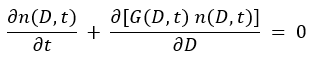 ∂n(D, t)/∂t + ∂[G(D, t) n(D, t)]/∂D = 0